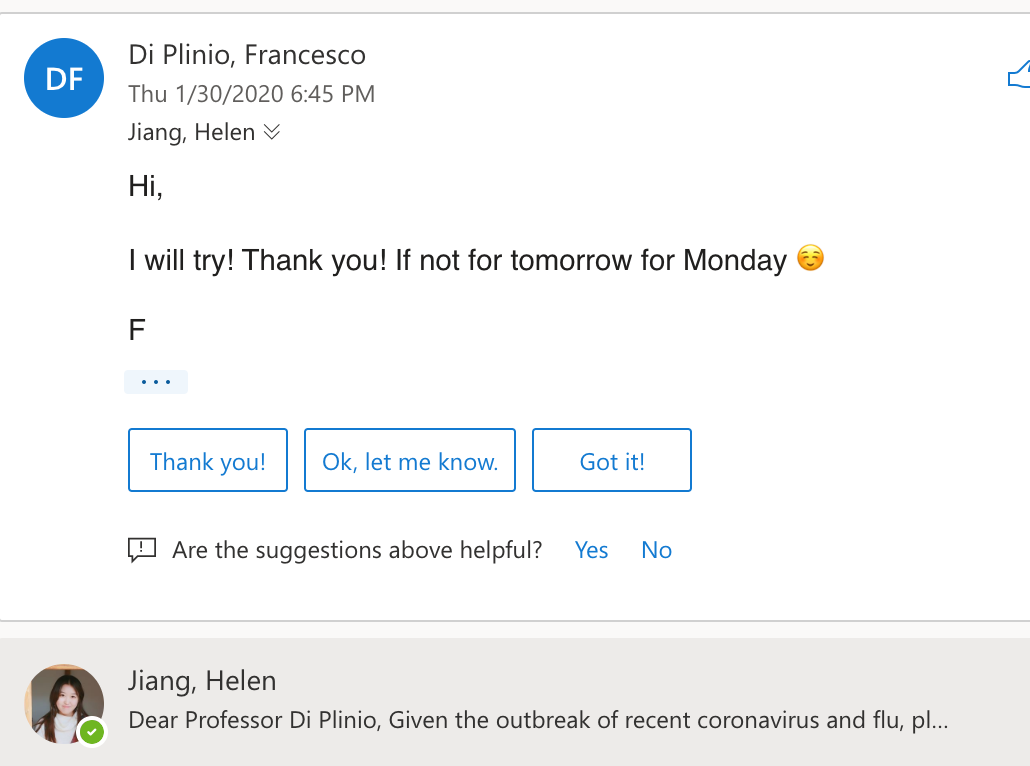 DF
Di Plinio, Francesco
Thu 1/30/2020 6:45 PM
Jiang, Helen
Hi,
I will try! Thank you! If not for tomorrow for Monday ☺️
F
...
Thank you! Ok, let me know. Got it!
Are the suggestions above helpful? Yes No
Jiang, Helen
Dear Professor Di Plinio, Given the outbreak of recent coronavirus and flu, pl...